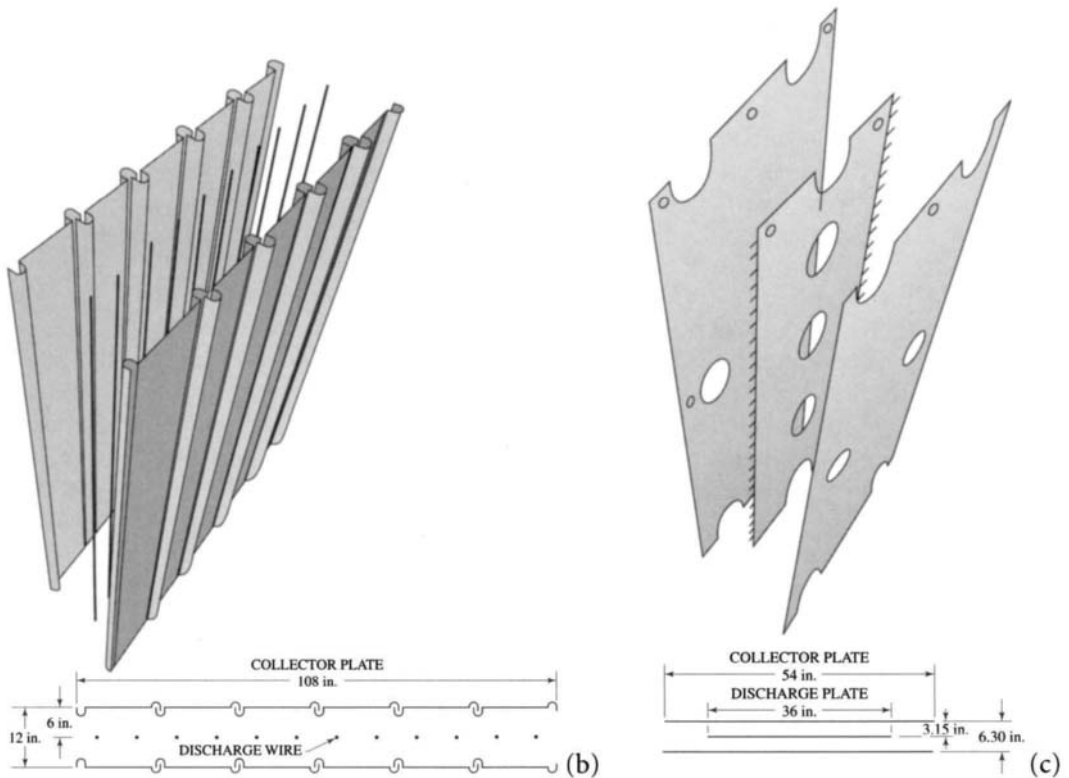 COLLECTOR PLATE
108 in.
6 in.
12 in.
DISCHARGE WIRE
(b)
COLLECTOR PLATE
54 in.
DISCHARGE PLATE
36 in.
3.15 in.
6.30 in.
(c)